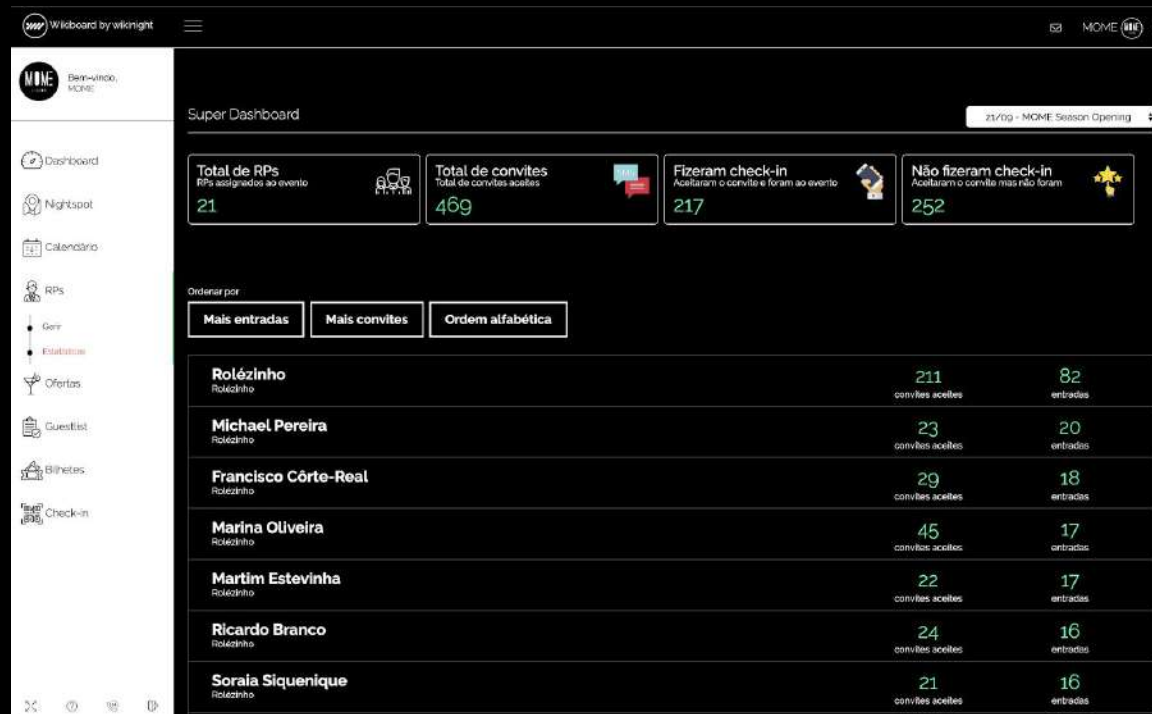 Wikiboard by wikinight
MOME
Bem-vindo,
MOME
Super Dashboard
21/09 - MOME Season Opening
Dashboard
Nightspot
Calendário
RPs
Gerir
Estatísticas
Ofertas
Guestlist
Bilhetes
Check-in
Total de RPs
RPs assignados ao evento
21
Total de convites
Total de convites aceites
469
Fizeram check-in
Aceitaram o convite e foram ao evento
217
Não fizeram check-in
Aceitaram o convite mas não foram
252
Ordenar por
Mais entradas
Mais convites
Ordem alfabética
Rolézinho
Rolézinho
211
convites aceites
82
entradas
Michael Pereira
Rolézinho
23
convites aceites
20
entradas
Francisco Côrte-Real
Rolézinho
29
convites aceites
18
entradas
Marina Oliveira
Rolézinho
45
convites aceites
17
entradas
Martim Estevinha
Rolézinho
22
convites aceites
17
entradas
Ricardo Branco
Rolézinho
24
convites aceites
16
entradas
Soraia Siquenique
Rolézinho
21
convites aceites
16
entradas